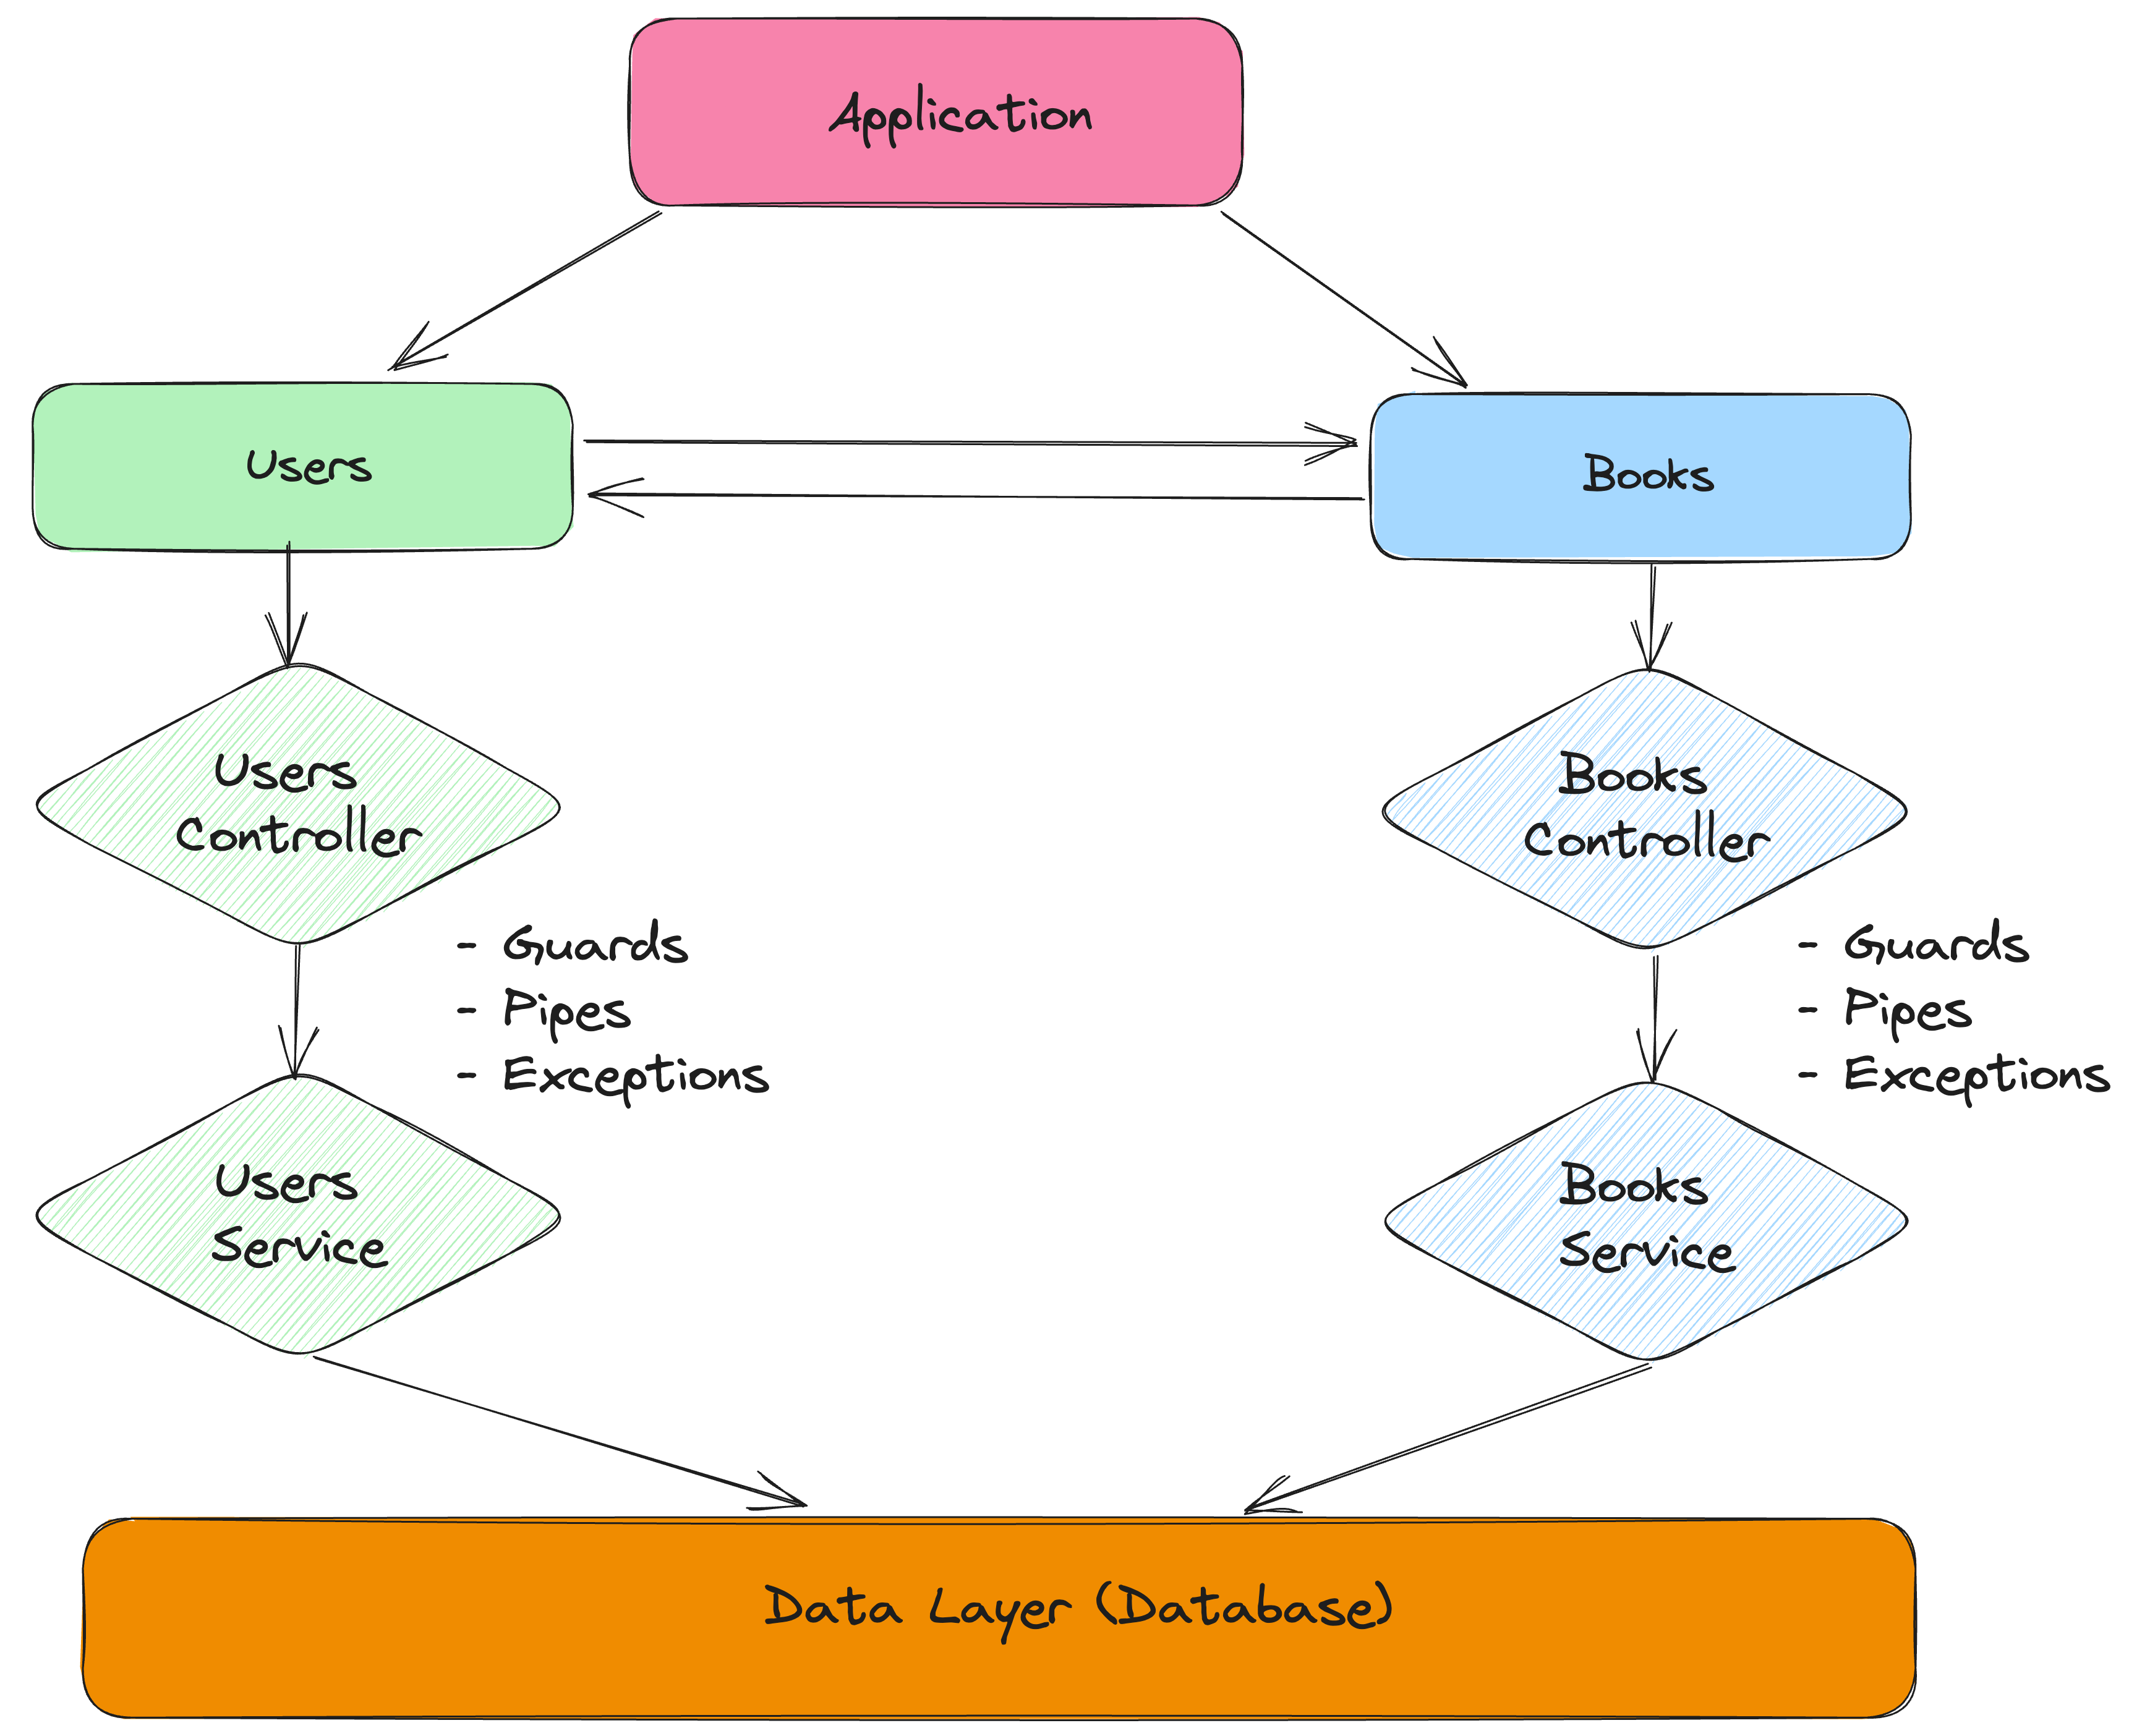 Application
Users
Books
Users
Controller
Books
Controller
- Guards
- Pipes
- Exceptions
- Guards
- Pipes
- Exceptions
Users
Service
Books
Service
Data Layer (Database)